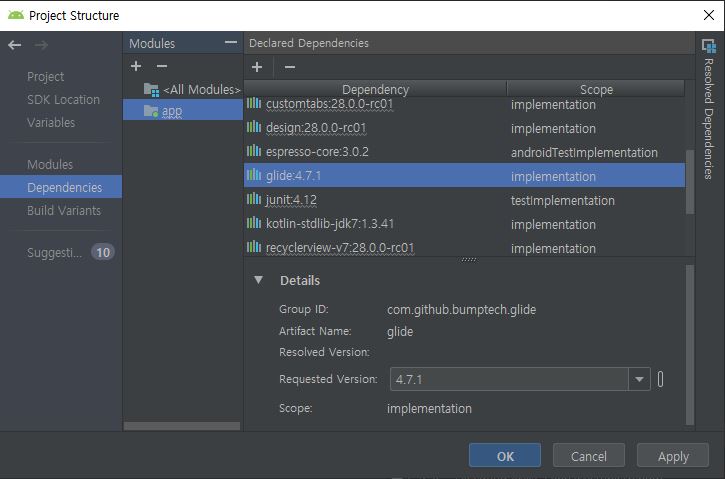 Project Structure
Modules
Declared Dependencies
Project
SDK Location
Variables
Modules
Dependencies
Build Variants
Suggesti...
10
<All Modules>
app
Dependency
Scope
customtabs:28.0.0-rc01
implementation
design:28.0.0-rc01
implementation
espresso-core:3.0.2
androidTestImplementation
glide:4.7.1
implementation
junit:4.12
testImplementation
kotlin-stdlib-jdk7:1.3.41
implementation
recyclerview-v7:28.0.0-rc01
implementation
Resolved Dependencies
Details
Group ID:
com.github.bumptech.glide
Artifact Name:
glide
Resolved Version:
Requested Version:
4.7.1
Scope:
implementation
OK
Cancel
Apply